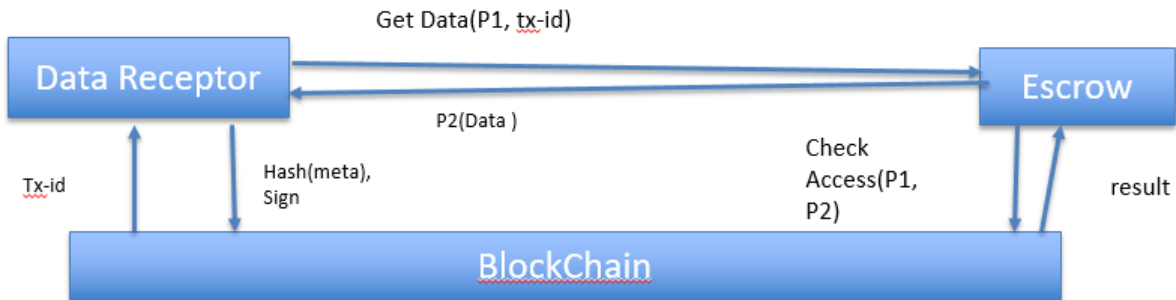 Get Data(P1, tx-id)
Data Receptor
Escrow
P2(Data )
Check
Access(P1,
P2)
Hash(meta),
Sign
Tx-id
result
BlockChain